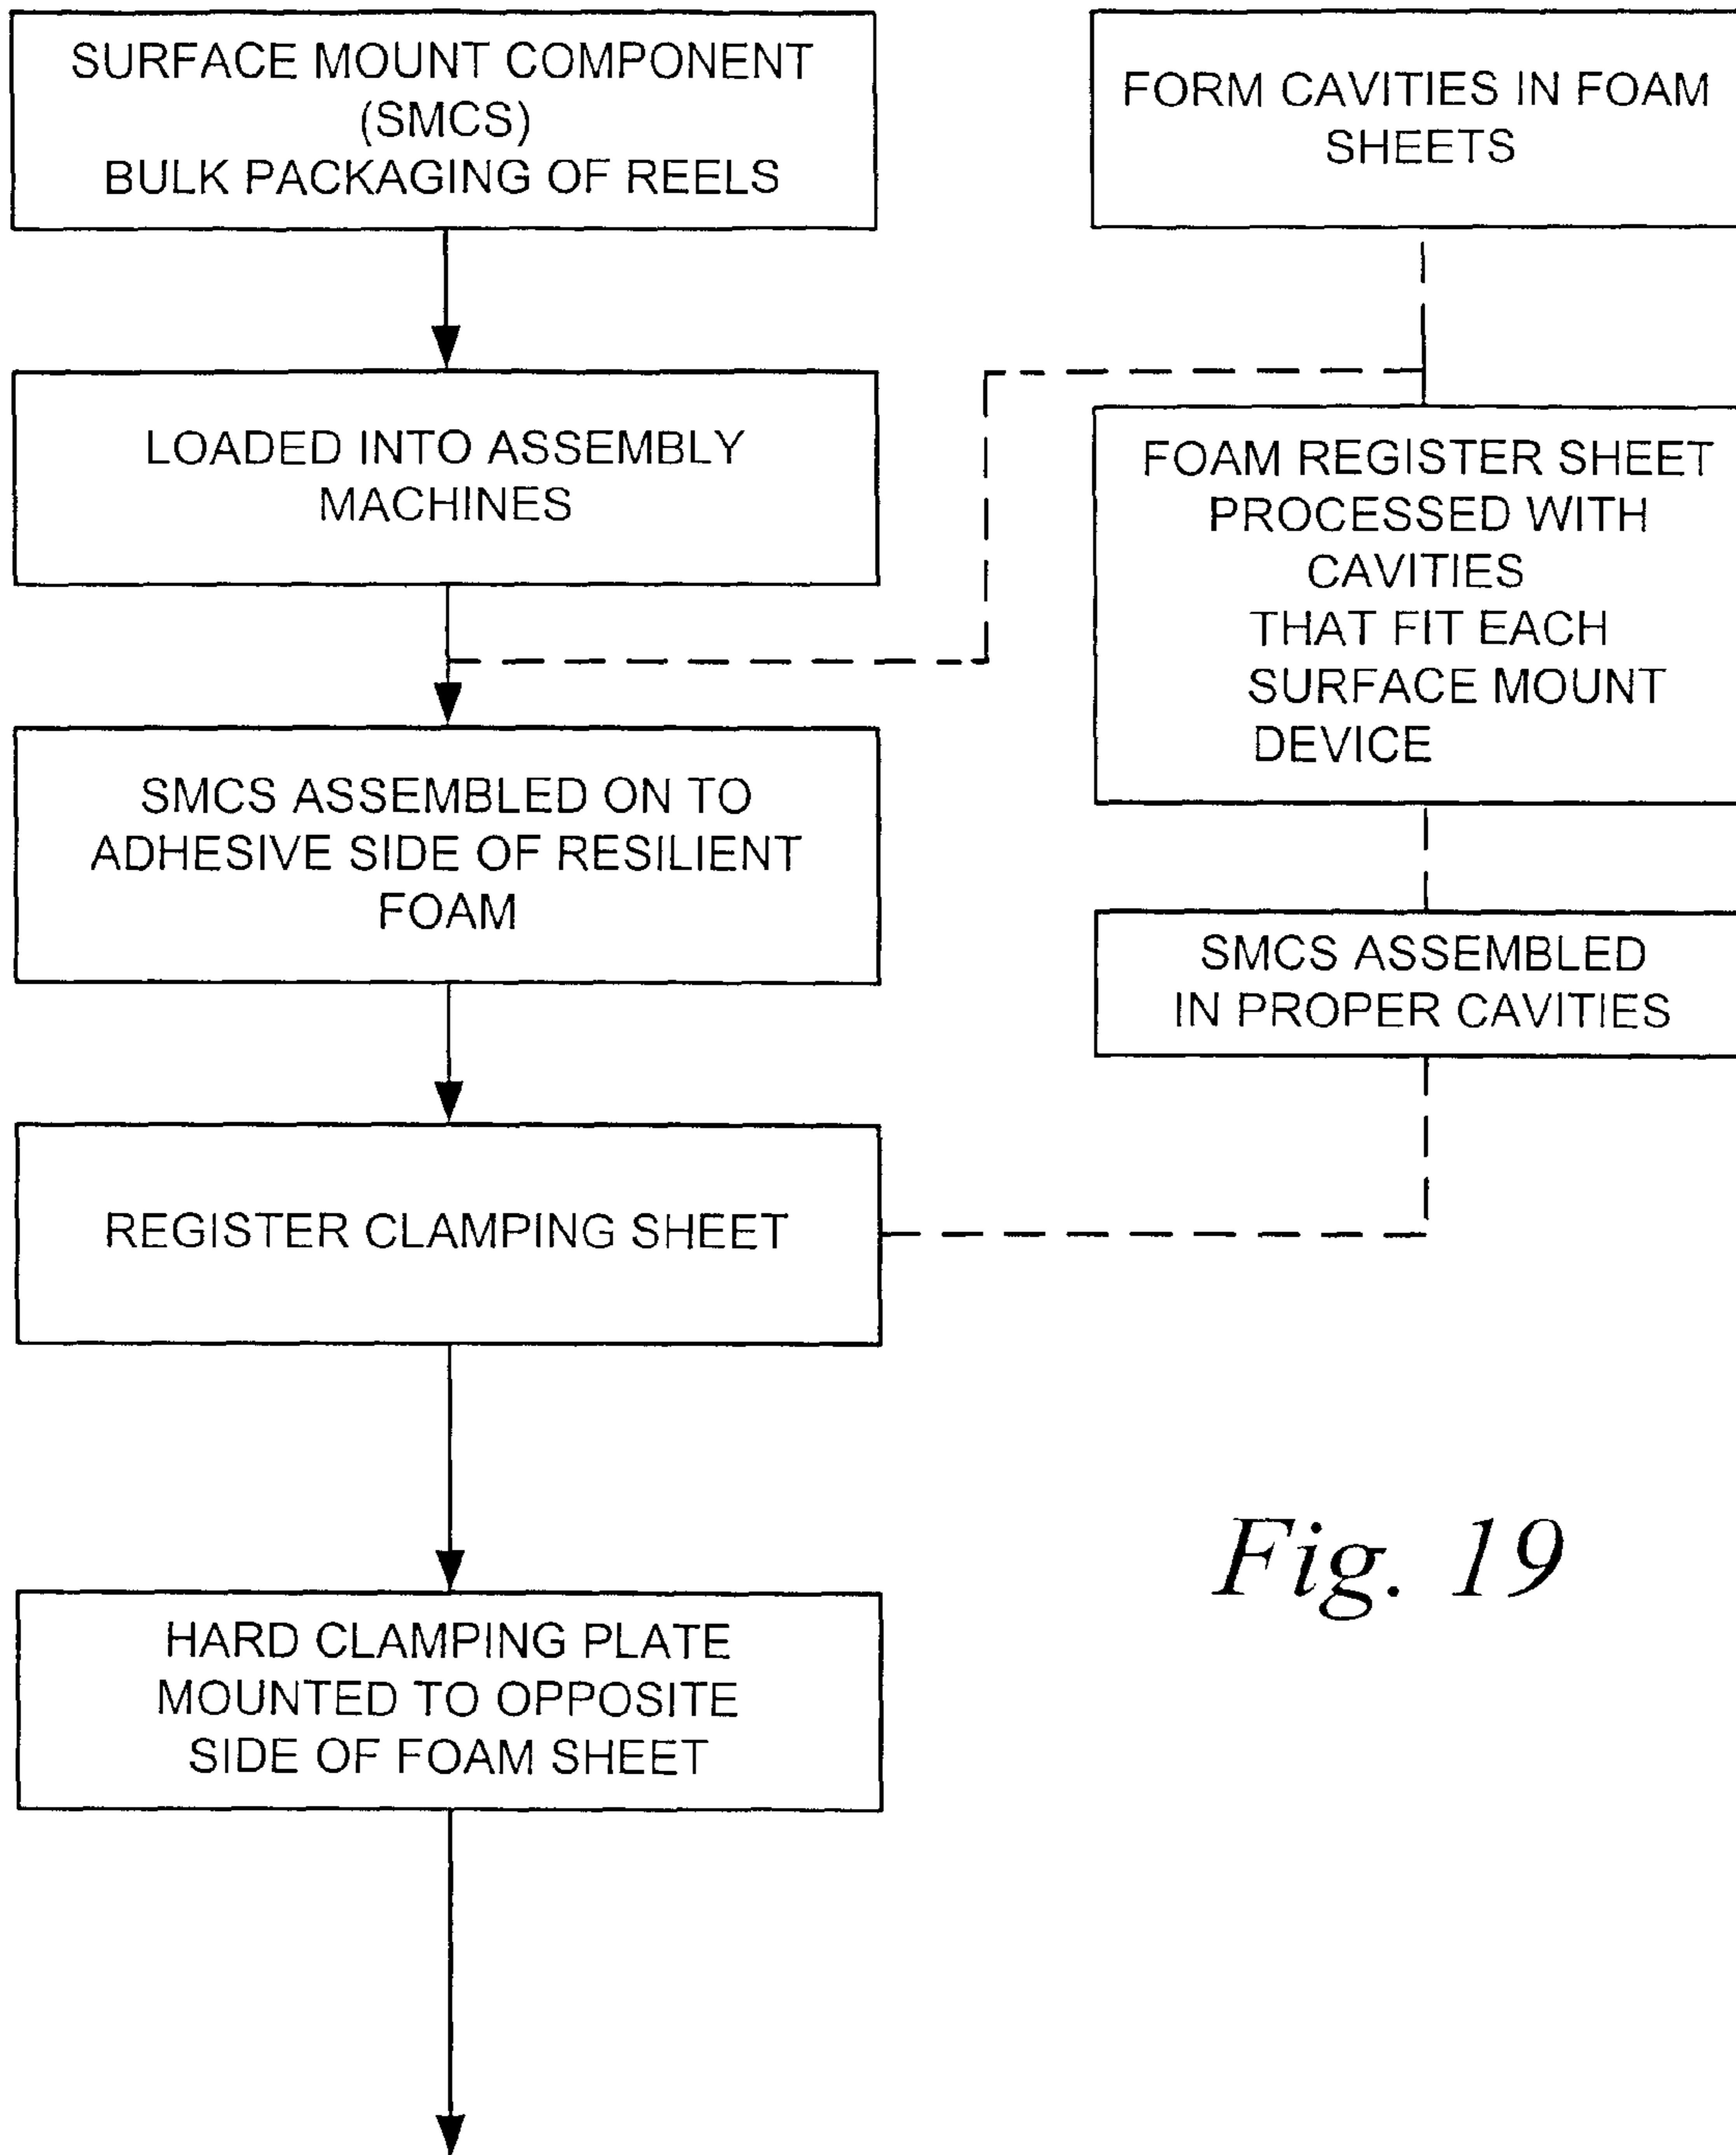 SURFACE MOUNT COMPONENT
(SMCS)
BULK PACKAGING OF REELS
LOADED INTO ASSEMBLY
MACHINES
SMCS ASSEMBLED ON TO
ADHESIVE SIDE OF RESILIENT
FOAM
REGISTER CLAMPING SHEET
HARD CLAMPING PLATE
MOUNTED TO OPPOSITE
SIDE OF FOAM SHEET
FORM CAVITIES IN FOAM
SHEETS
FOAM REGISTER SHEET
PROCESSED WITH
CAVITIES
THAT FIT EACH
SURFACE MOUNT
DEVICE
SMCS ASSEMBLED
IN PROPER CAVITIES
Fig. 19